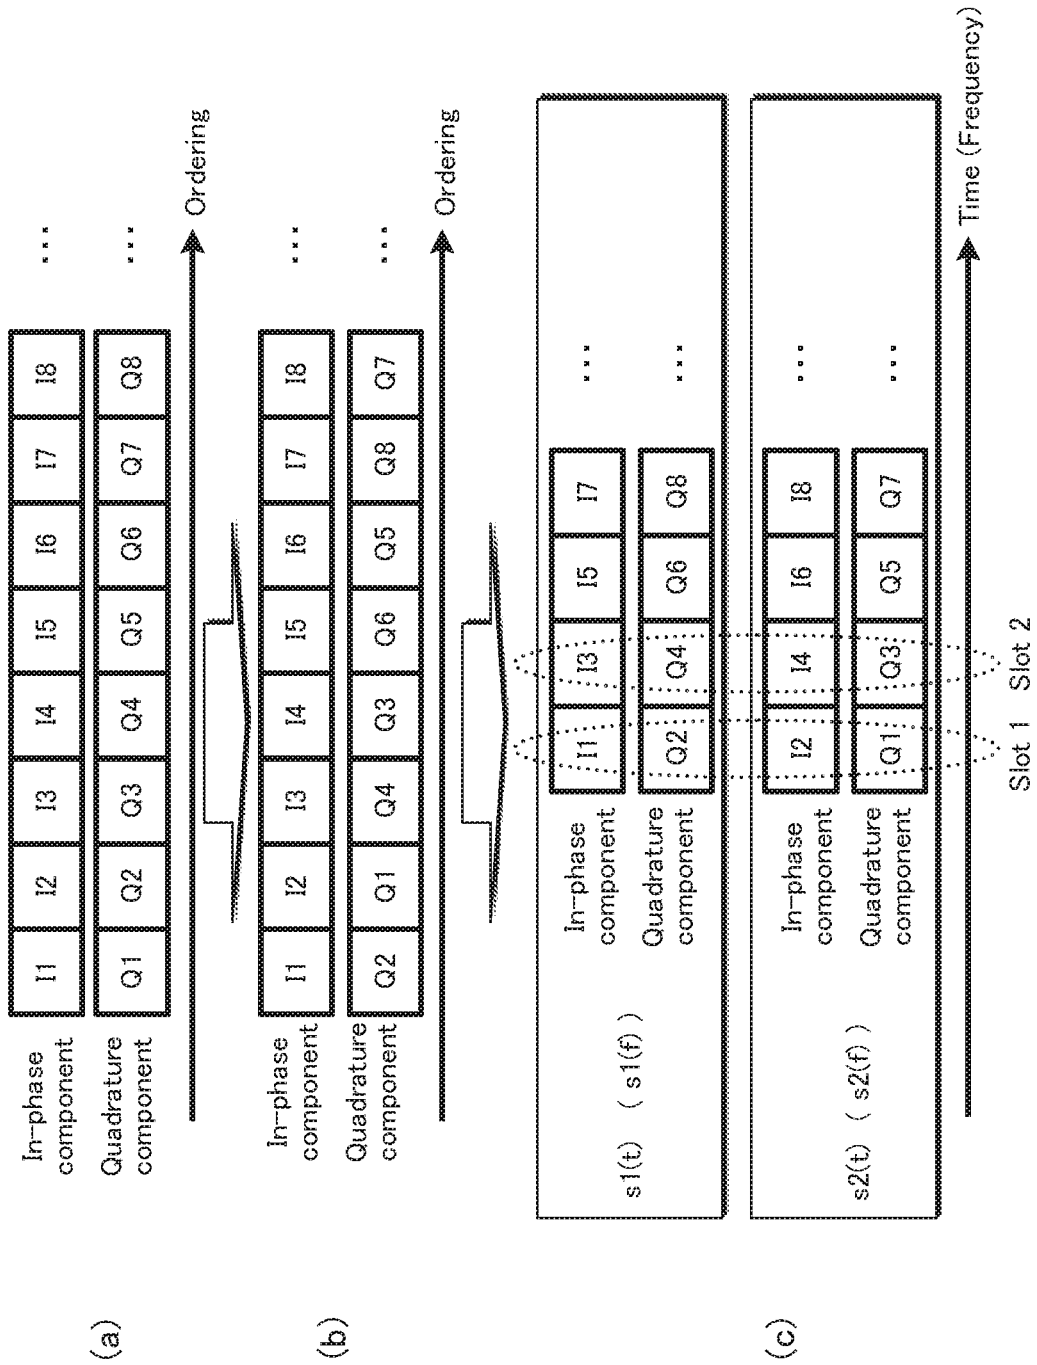 (a)
In-phase
component
I1 I2 I3 I4 I5 I6 I7 I8 ...
Quadrature
component
Q1 Q2 Q3 Q4 Q5 Q6 Q7 Q8 ...
Ordering
(b)
In-phase
component
I1 I2 I3 I4 I5 I6 I7 I8 ...
Quadrature
component
Q2 Q1 Q4 Q3 Q6 Q5 Q8 Q7 ...
Ordering
(c)
s1(t) ( s1(f) )
In-phase
component
I1 I3 I5 I7 ...
Quadrature
component
Q2 Q4 Q6 Q8 ...
s2(t) ( s2(f) )
In-phase
component
I2 I4 I6 I8 ...
Quadrature
component
Q1 Q3 Q5 Q7 ...
Time (Frequency)
Slot 1 Slot 2